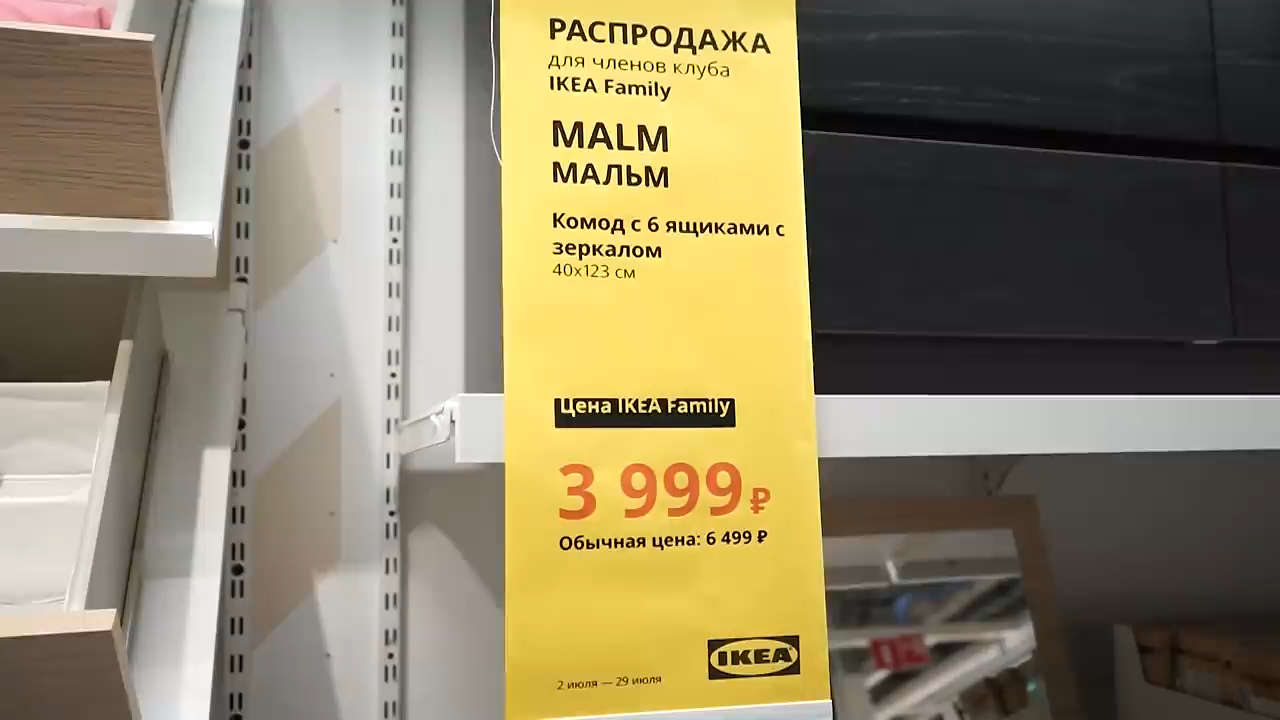 РАСПРОДАЖА
для членов клуба
IKEA Family
MALM
МАЛЬМ
Комод с 6 ящиками с
зеркалом
40x123 см
Цена IKEA Family
3 999 ₽
Обычная цена: 6 499 ₽
IKEA
2 июля — 29 июля